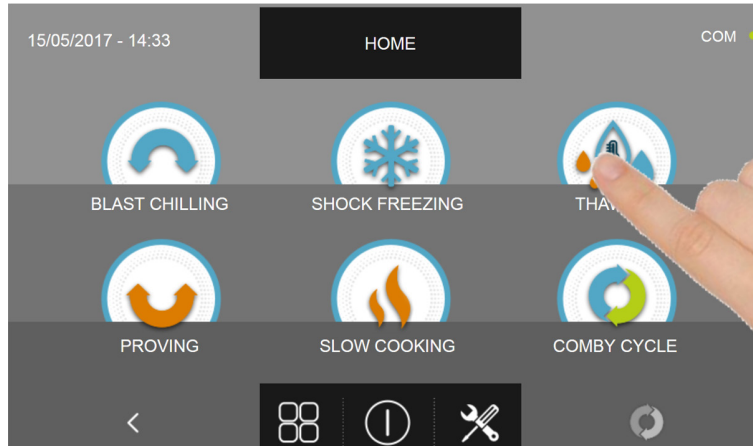 15/05/2017 - 14:33
HOME
COM
BLAST CHILLING
SHOCK FREEZING
PROVING
SLOW COOKING
COMBY CYCLE